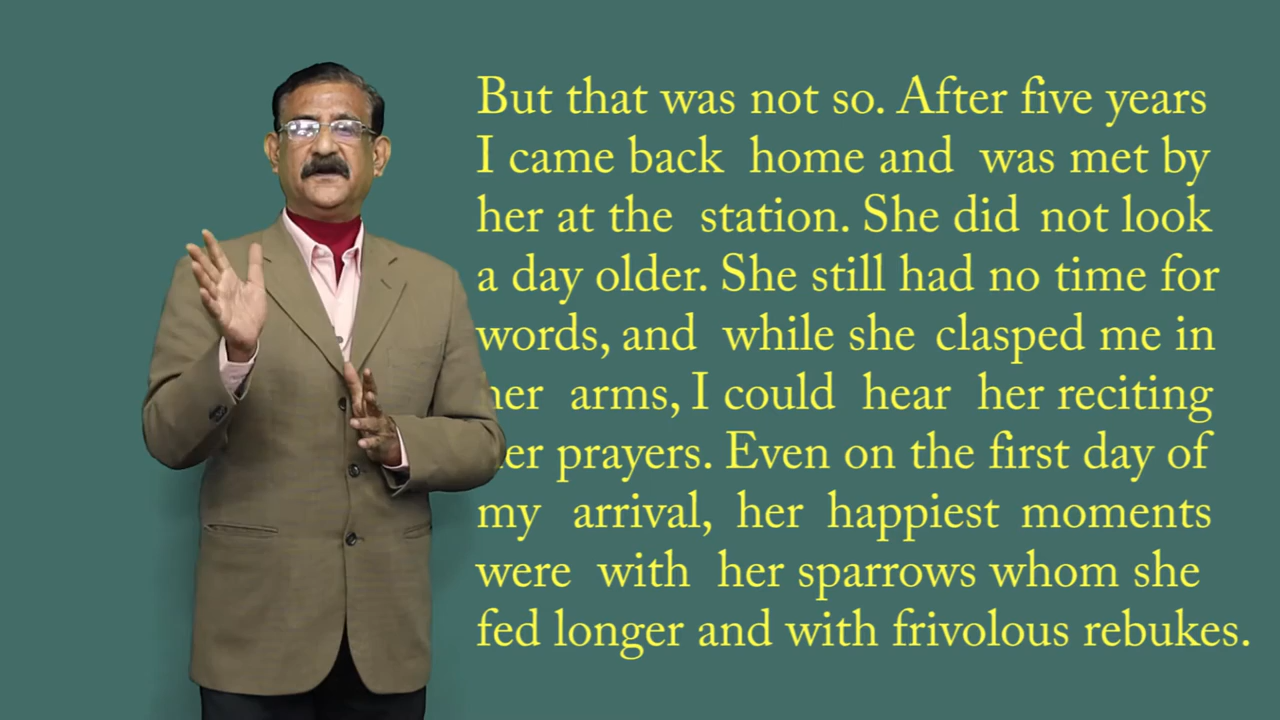 But that was not so. After five years
I came back home and was met by
her at the station. She did not look
a day older. She still had no time for
words, and while she clasped me in
her arms, I could hear her reciting
her prayers. Even on the first day of
my arrival, her happiest moments
were with her sparrows whom she
fed longer and with frivolous rebukes.